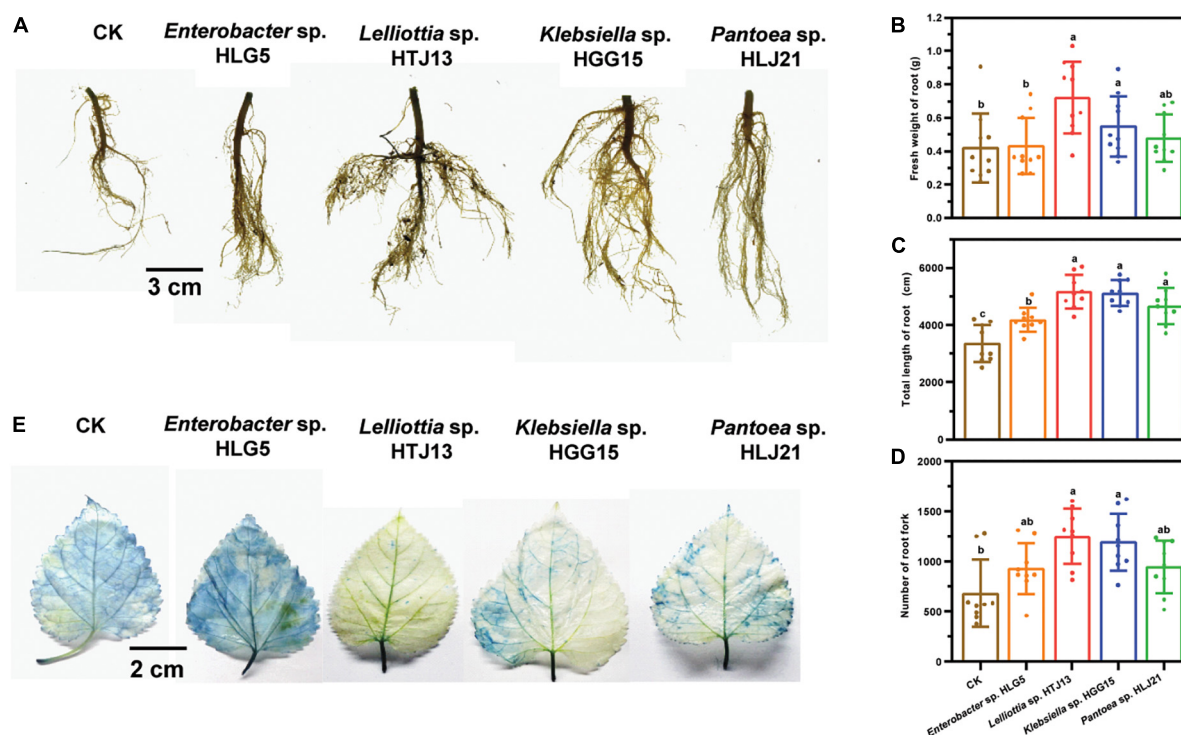 A
CK
Enterobacter sp.
HLG5
Lelliottia sp.
HTJ13
Klebsiella sp.
HGG15
Pantoea sp.
HLJ21
3 cm
E
CK
Enterobacter sp.
HLG5
Lelliottia sp.
HTJ13
Klebsiella sp.
HGG15
Pantoea sp.
HLJ21
2 cm
B
Fresh weight of root (g)
1.2
1.0
0.8
0.6
0.4
0.2
0.0
b
b
a
a
ab
C
Total length of root (cm)
6000
4000
2000
0
c
b
a
a
a
D
Number of root fork
2000
1500
1000
500
0
b
ab
a
a
ab
CK
Enterobacter sp. HLG5
Lelliottia sp. HTJ13
Klebsiella sp. HGG15
Pantoea sp. HLJ21